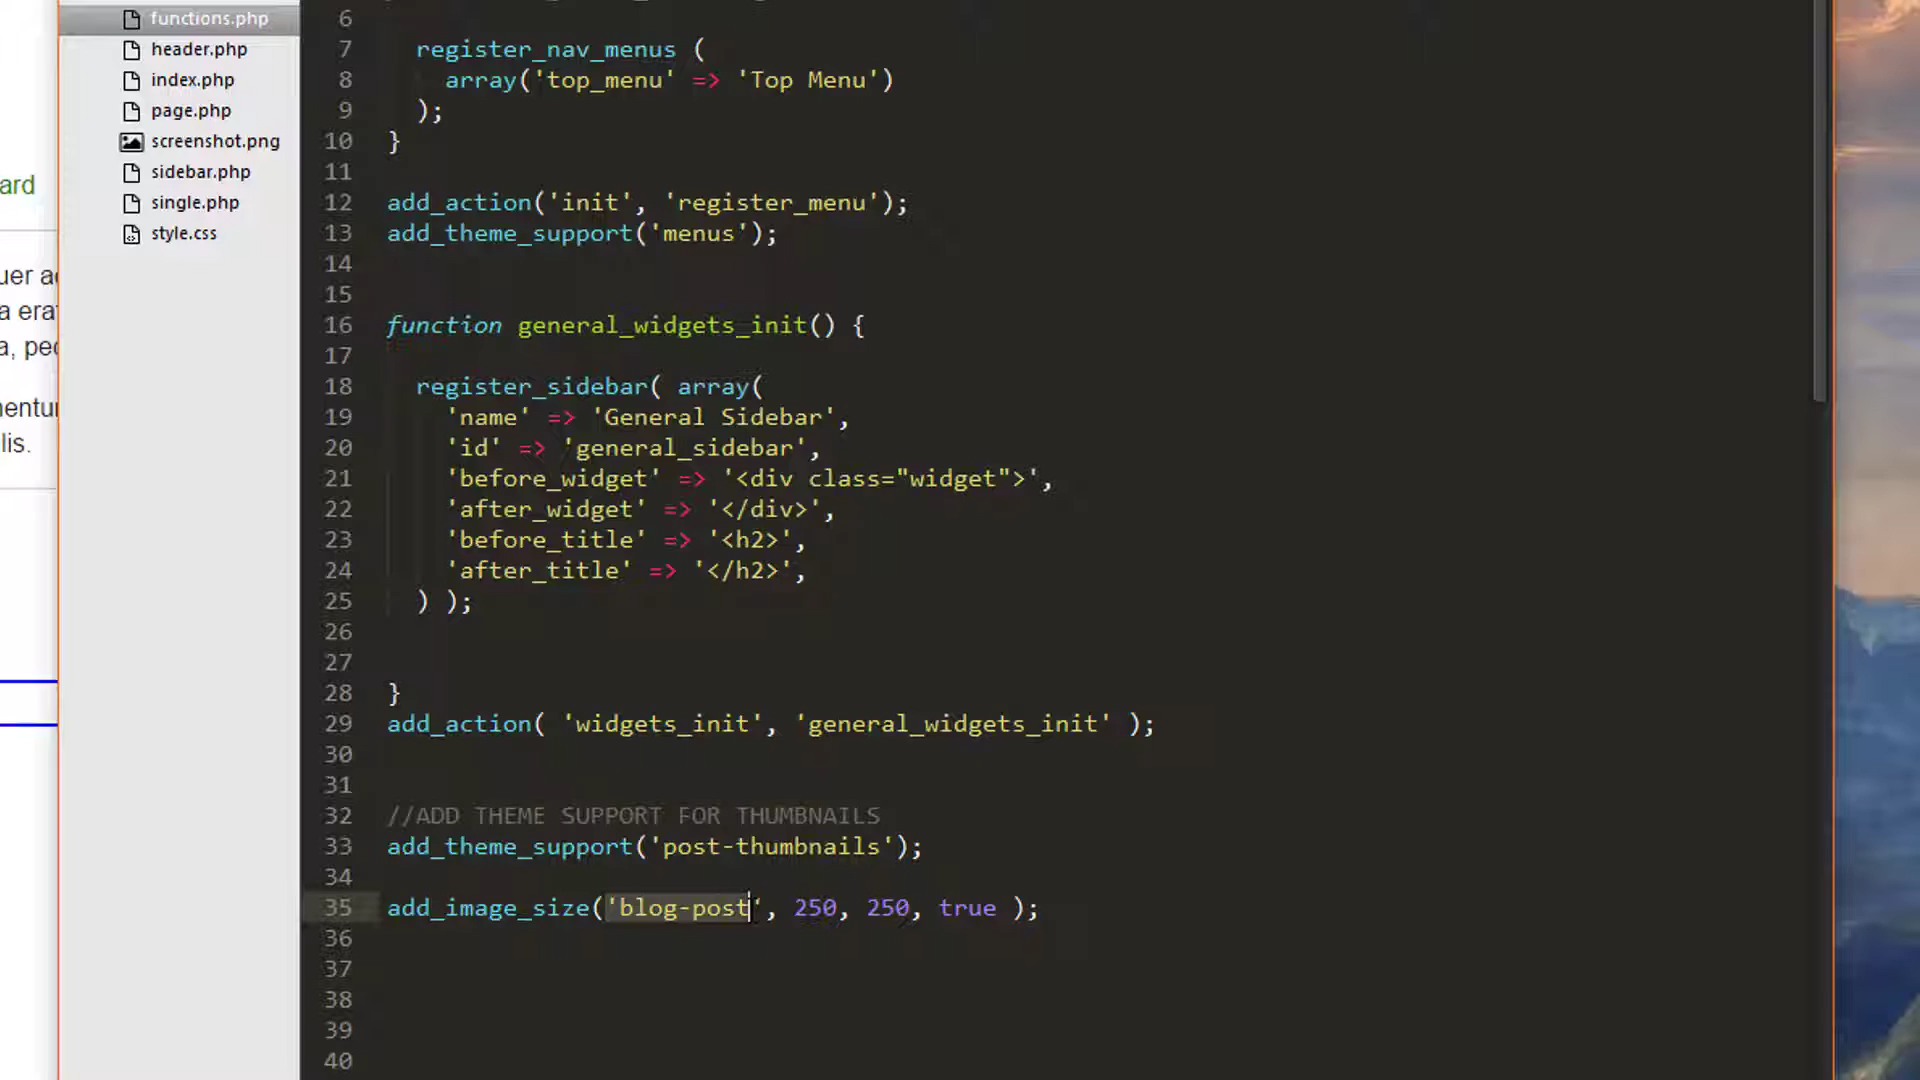 functions.php
header.php
index.php
page.php
screenshot.png
sidebar.php
single.php
style.css
ard
uer a
a era
a, pe
nentu
lis.
6
7 register_nav_menus (
8 array('top_menu' => 'Top Menu')
9 );
10 }
11
12 add_action('init', 'register_menu');
13 add_theme_support('menus');
14
15
16 function general_widgets_init() {
17
18 register_sidebar( array(
19 'name' => 'General Sidebar',
20 'id' => 'general_sidebar',
21 'before_widget' => '<div class="widget">',
22 'after_widget' => '</div>',
23 'before_title' => '<h2>',
24 'after_title' => '</h2>',
25 ) );
26
27
28 }
29 add_action( 'widgets_init', 'general_widgets_init' );
30
31
32 //ADD THEME SUPPORT FOR THUMBNAILS
33 add_theme_support('post-thumbnails');
34
35 add_image_size('blog-post', 250, 250, true );
36
37
38
39
40